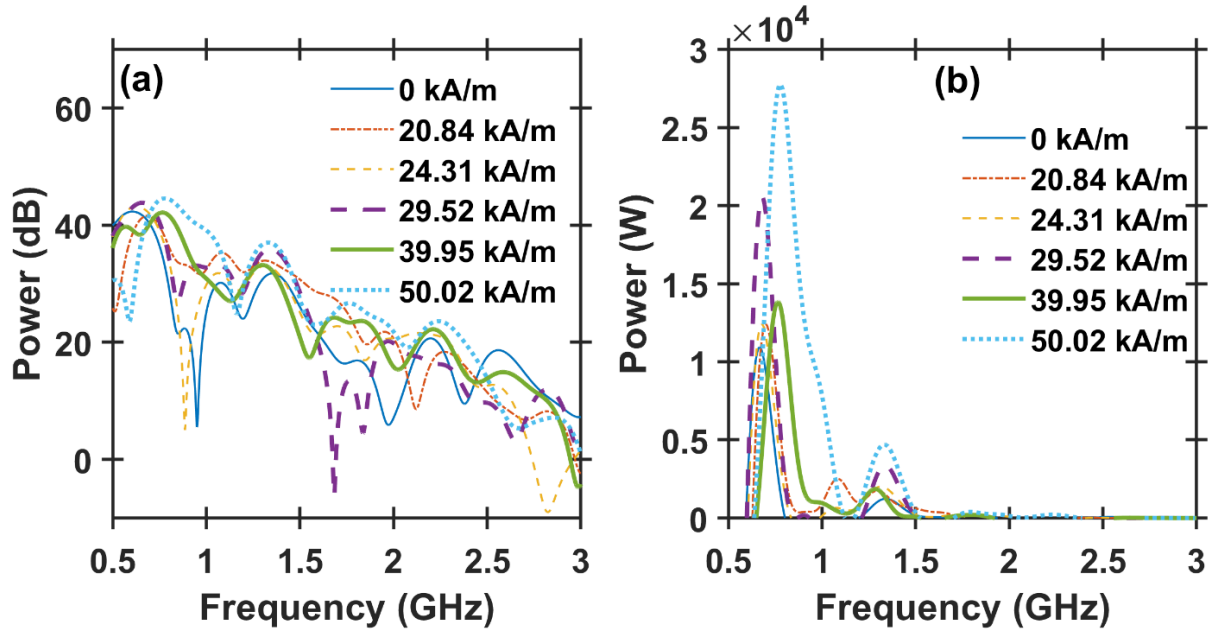 (a)
Power (dB)
60
40
20
0
0 kA/m
20.84 kA/m
24.31 kA/m
29.52 kA/m
39.95 kA/m
50.02 kA/m
0.5 1 1.5 2 2.5 3
Frequency (GHz)
×10⁴
(b)
Power (W)
3
2.5
2
1.5
1
0.5
0
0 kA/m
20.84 kA/m
24.31 kA/m
29.52 kA/m
39.95 kA/m
50.02 kA/m
0.5 1 1.5 2 2.5 3
Frequency (GHz)